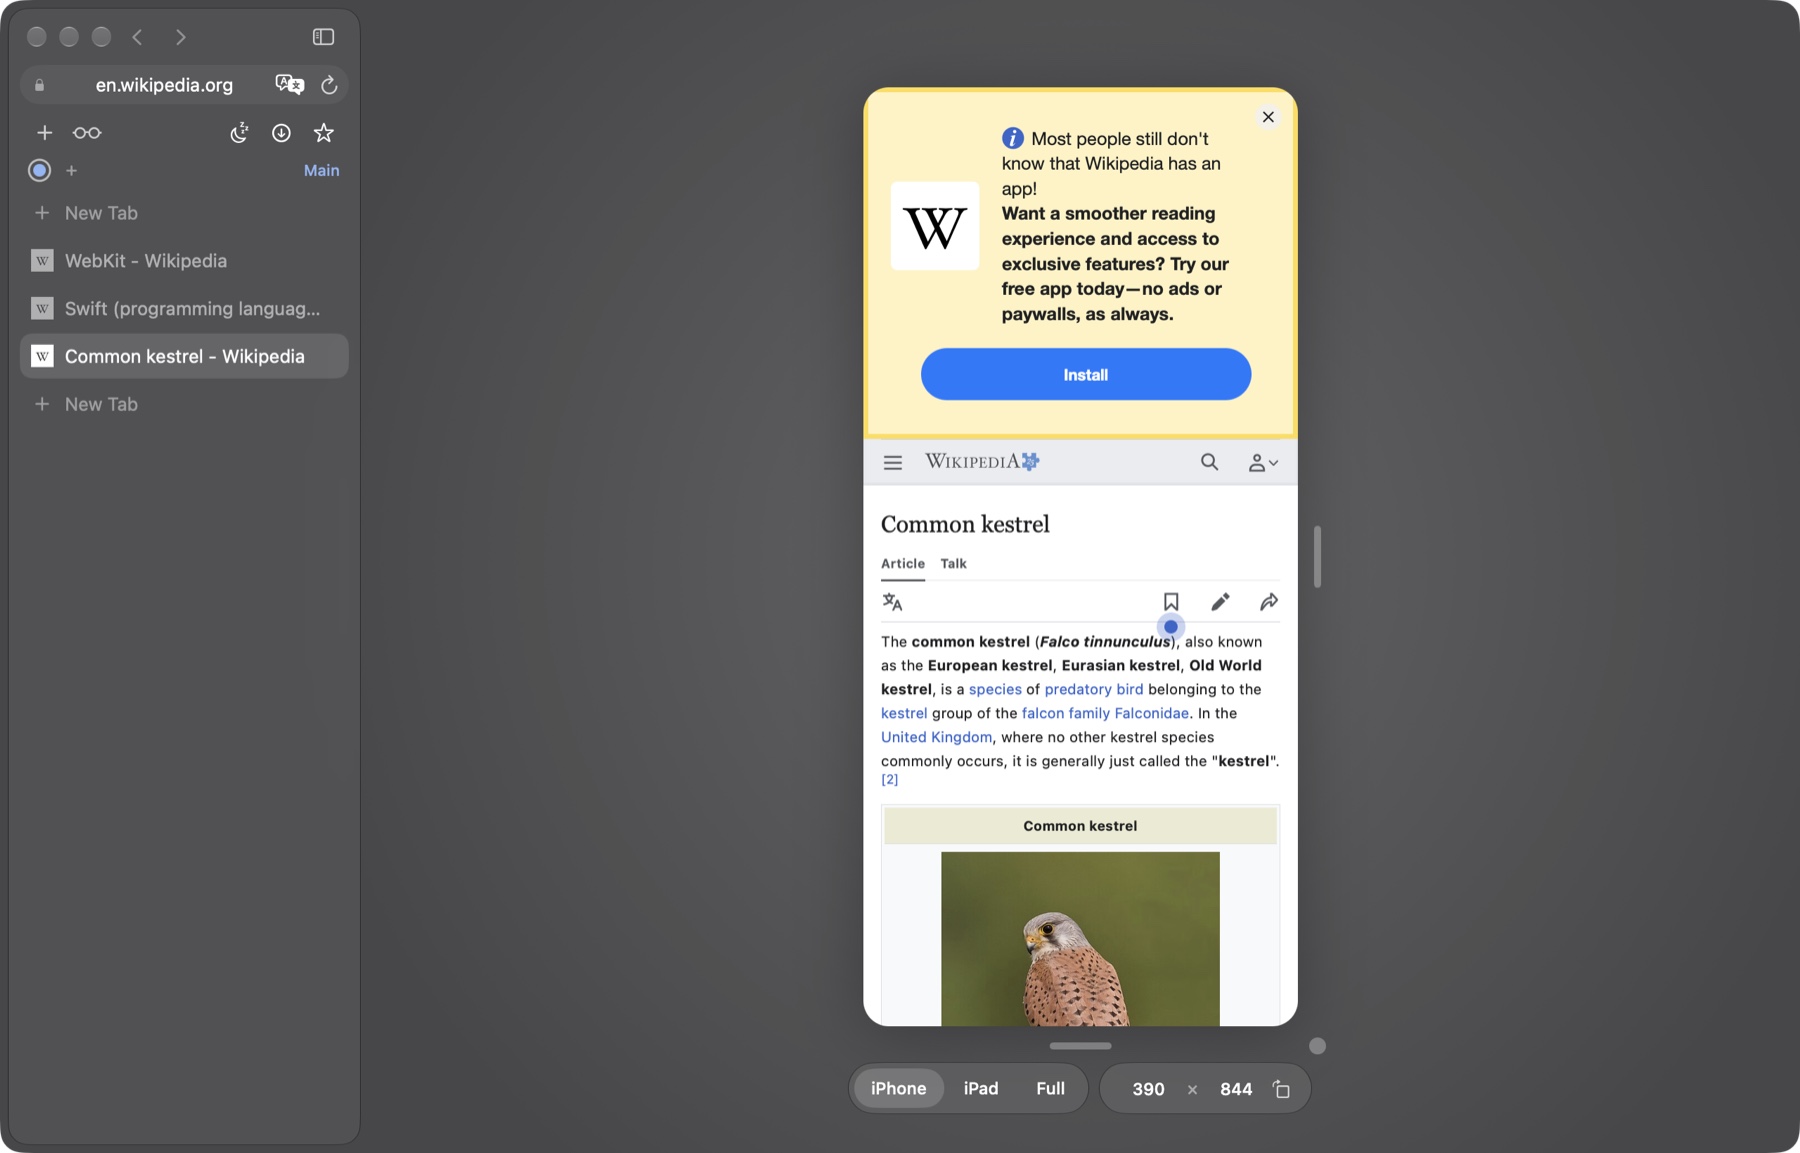 en.wikipedia.org
Main
New Tab
WebKit - Wikipedia
Swift (programming languag...
Common kestrel - Wikipedia
New Tab
Most people still don't
know that Wikipedia has an
app!
Want a smoother reading
experience and access to
exclusive features? Try our
free app today—no ads or
paywalls, as always.
W
Install
WIKIPEDIA
Common kestrel
Article Talk
The common kestrel (Falco tinnunculus), also known
as the European kestrel, Eurasian kestrel, Old World
kestrel, is a species of predatory bird belonging to the
kestrel group of the falcon family Falconidae. In the
United Kingdom, where no other kestrel species
commonly occurs, it is generally just called the "kestrel".
[2]
Common kestrel
iPhone iPad Full
390 × 844